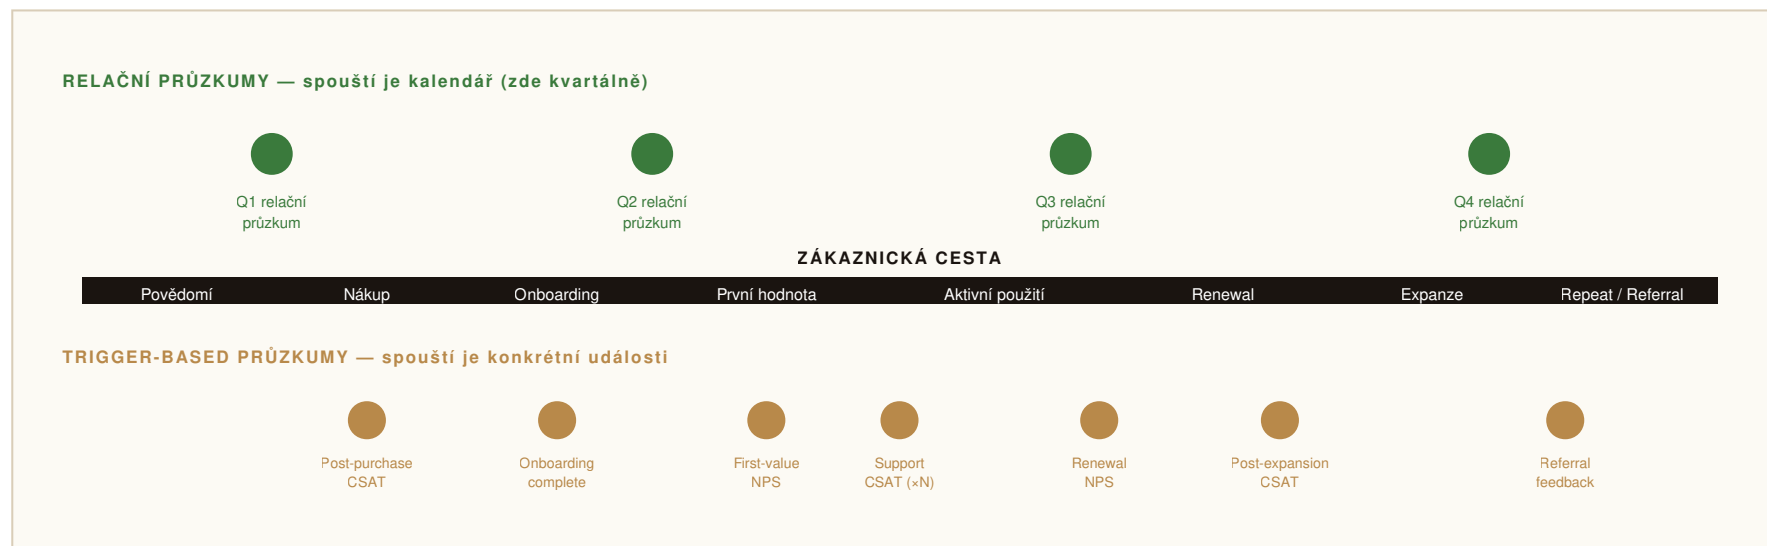 RELAČNÍ PRŮZKUMY — spouští je kalendář (zde kvartálně)
Q1 relační
průzkum
Q2 relační
průzkum
Q3 relační
průzkum
Q4 relační
průzkum
ZÁKAZNICKÁ CESTA
Povědomí
Nákup
Onboarding
První hodnota
Aktivní použití
Renewal
Expanze
Repeat / Referral
TRIGGER-BASED PRŮZKUMY — spouští je konkrétní události
Post-purchase
CSAT
Onboarding
complete
First-value
NPS
Support
CSAT (×N)
Renewal
NPS
Post-expansion
CSAT
Referral
feedback